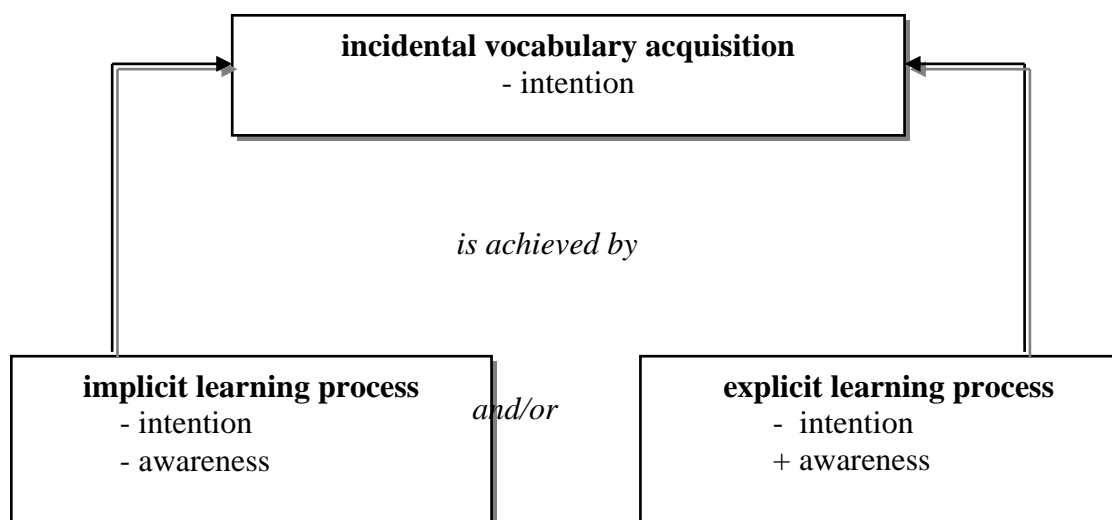 incidental vocabulary acquisition
- intention
is achieved by
implicit learning process
- intention
- awareness
and/or
explicit learning process
- intention
+ awareness